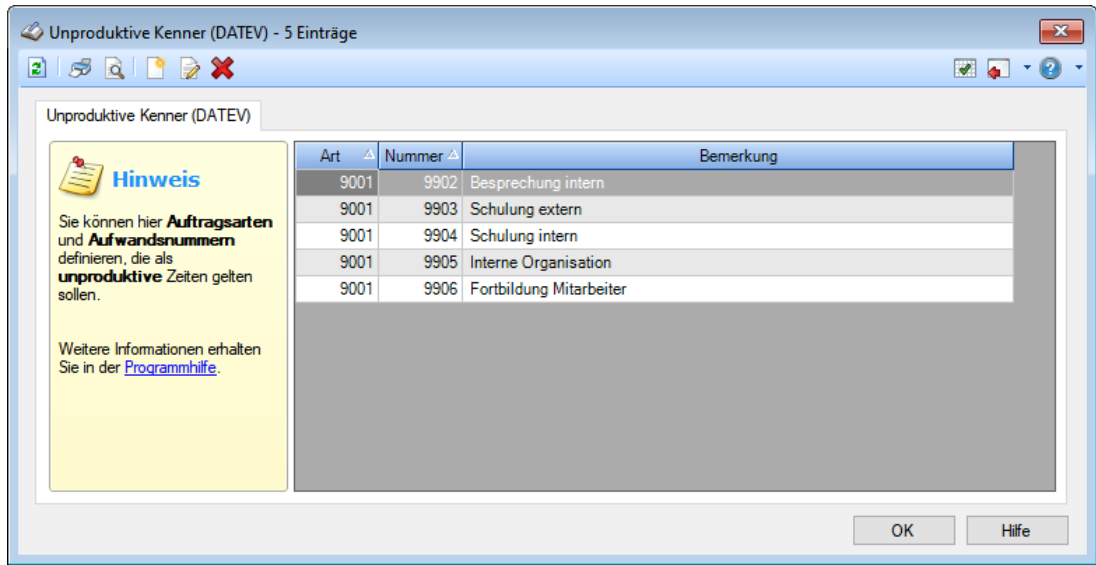 Unproduktive Kenner (DATEV) - 5 Einträge
Unproduktive Kenner (DATEV)
Hinweis
Sie können hier Auftragsarten
und Aufwandsnummern
definieren, die als
unproduktive Zeiten gelten
sollen.
Weitere Informationen erhalten
Sie in der Programmhilfe.
Art Nummer Bemerkung
9001 9902 Besprechung intern
9001 9903 Schulung extern
9001 9904 Schulung intern
9001 9905 Interne Organisation
9001 9906 Fortbildung Mitarbeiter
OK Hilfe